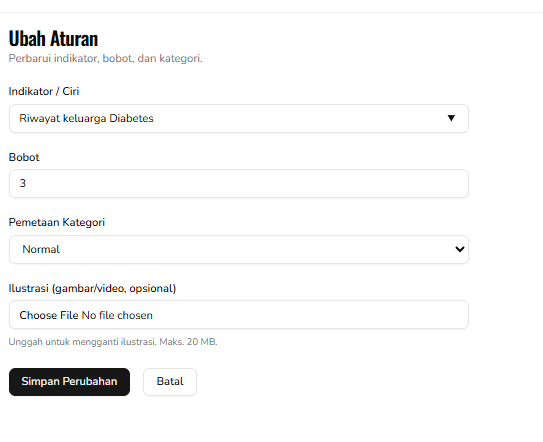 Ubah Aturan
Perbarui indikator, bobot, dan kategori.
Indikator / Ciri
Riwayat keluarga Diabetes
Bobot
3
Pemetaan Kategori
Normal
Ilustrasi (gambar/video, opsional)
Choose File No file chosen
Unggah untuk mengganti ilustrasi. Maks. 20 MB.
Simpan Perubahan Batal